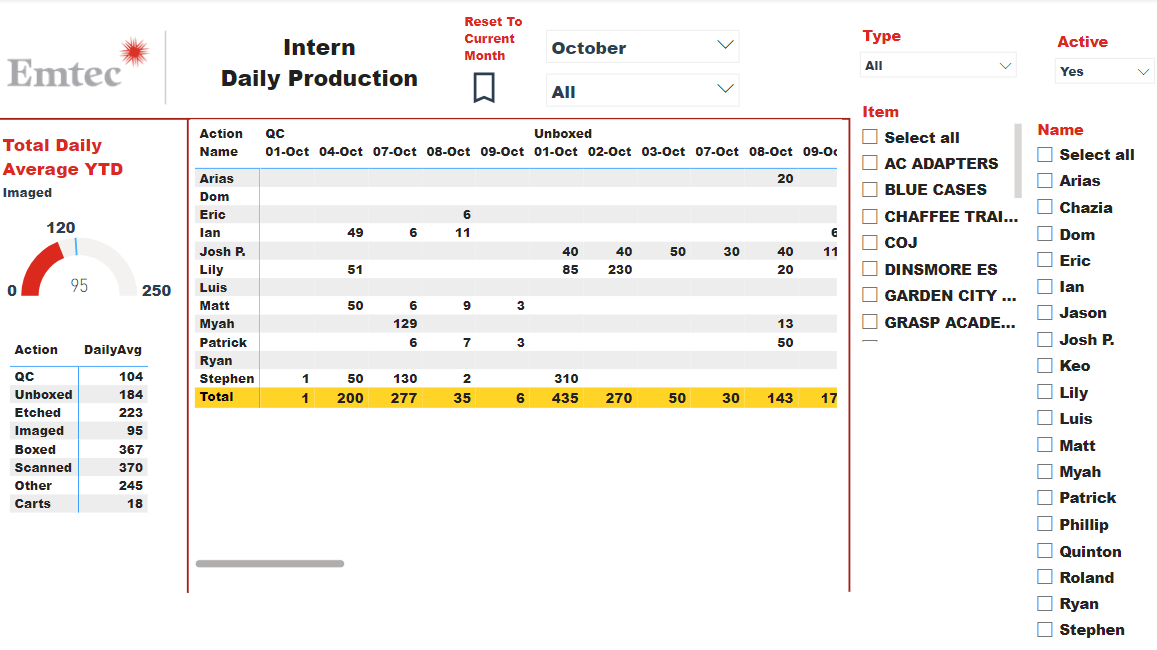 Emtec
Intern
Daily Production
Reset To
Current
Month
October
All
Type
All
Active
Yes
Total Daily
Average YTD
Imaged
120
0
95
250
Action DailyAvg
QC 104
Unboxed 184
Etched 223
Imaged 95
Boxed 367
Scanned 370
Other 245
Carts 18
Action QC Unboxed
Name 01-Oct 04-Oct 07-Oct 08-Oct 09-Oct 01-Oct 02-Oct 03-Oct 07-Oct 08-Oct
Arias 20
Dom
Eric 6
Ian 49 6 11 6
Josh P. 40 40 50 30 40 11
Lily 51 85 230 20
Luis
Matt 50 6 9 3
Myah 129 13
Patrick 6 7 3 50
Ryan
Stephen 1 50 130 2 310
Total 1 200 277 35 6 435 270 50 30 143 17
Item
Select all
AC ADAPTERS
BLUE CASES
CHAFFEE TRAI...
COJ
DINSMORE ES
GARDEN CITY ...
GRASP ACADE...
Name
Select all
Arias
Chazia
Dom
Eric
Ian
Jason
Josh P.
Keo
Lily
Luis
Matt
Myah
Patrick
Phillip
Quinton
Roland
Ryan
Stephen